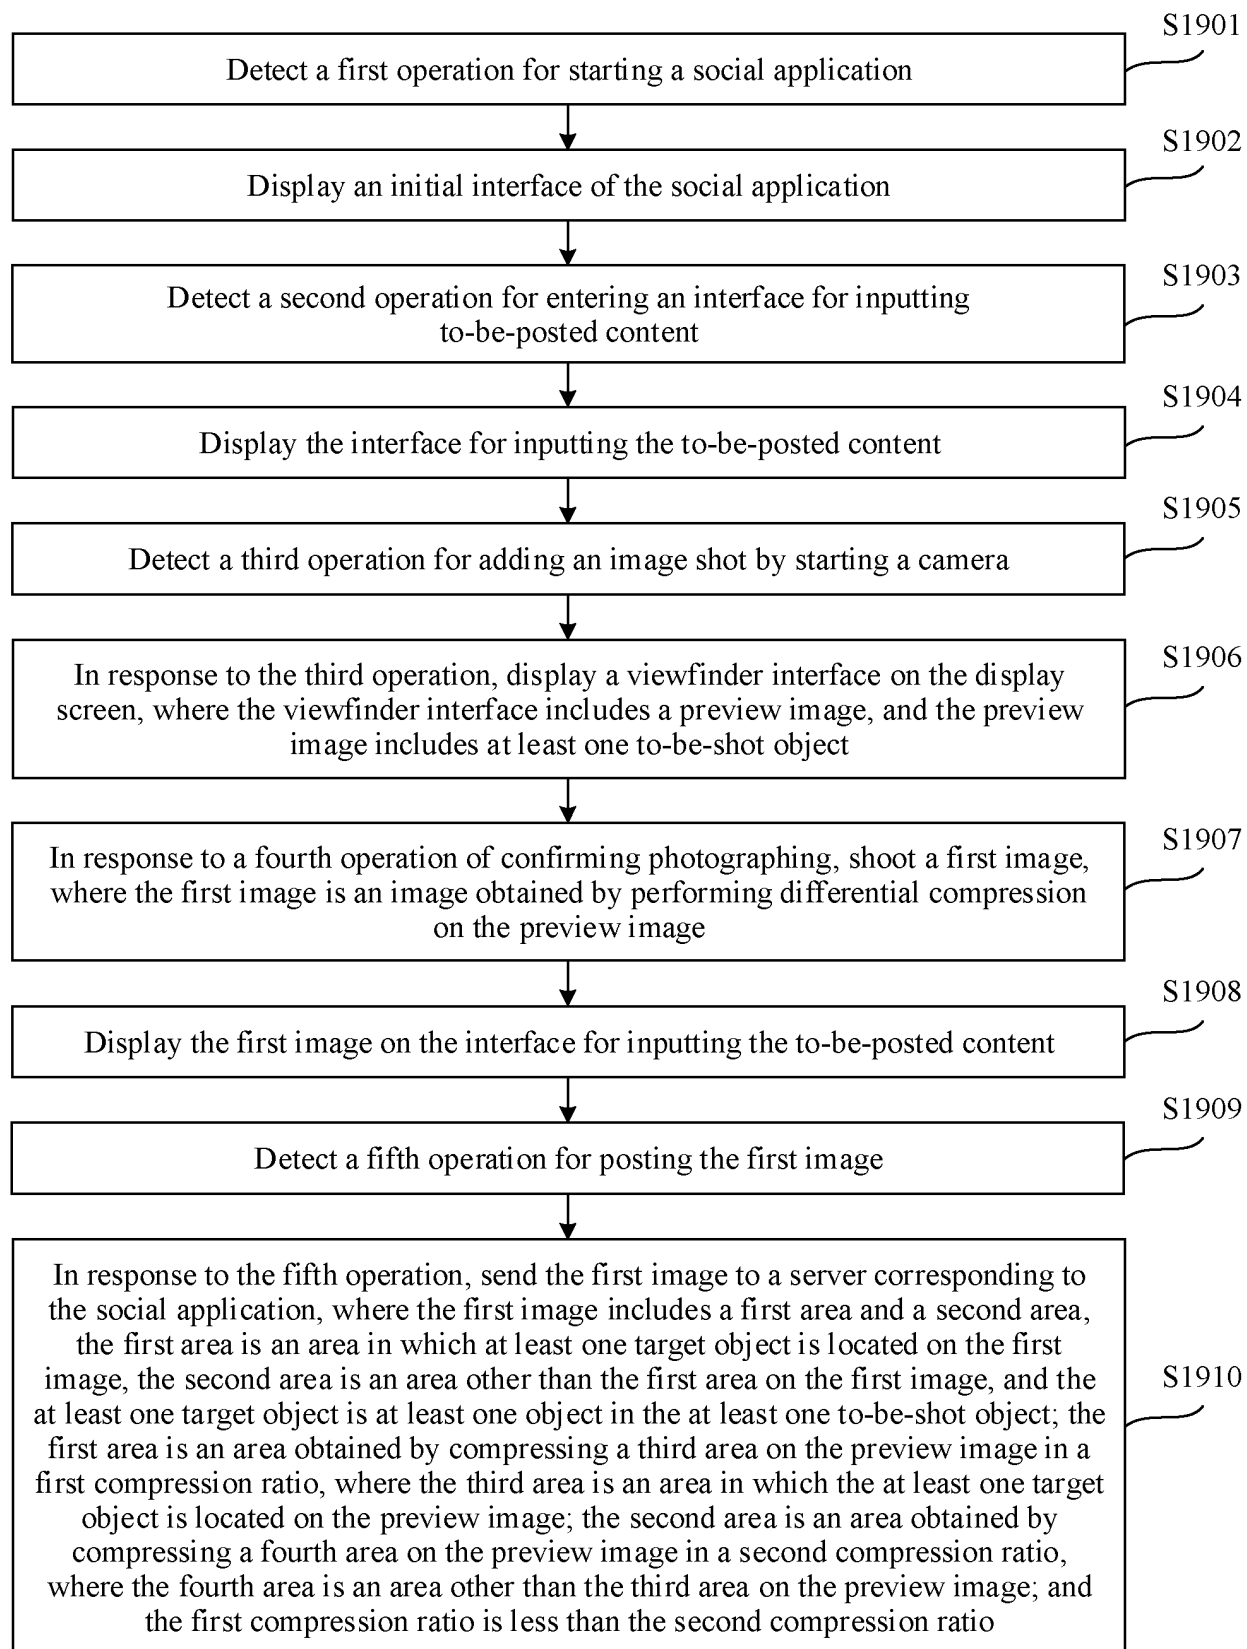 S1901
Detect a first operation for starting a social application
S1902
Display an initial interface of the social application
S1903
Detect a second operation for entering an interface for inputting
to-be-posted content
S1904
Display the interface for inputting the to-be-posted content
S1905
Detect a third operation for adding an image shot by starting a camera
S1906
In response to the third operation, display a viewfinder interface on the display
screen, where the viewfinder interface includes a preview image, and the preview
image includes at least one to-be-shot object
S1907
In response to a fourth operation of confirming photographing, shoot a first image,
where the first image is an image obtained by performing differential compression
on the preview image
S1908
Display the first image on the interface for inputting the to-be-posted content
S1909
Detect a fifth operation for posting the first image
S1910
In response to the fifth operation, send the first image to a server corresponding to
the social application, where the first image includes a first area and a second area,
the first area is an area in which at least one target object is located on the first
image, the second area is an area other than the first area on the first image, and the
at least one target object is at least one object in the at least one to-be-shot object; the
first area is an area obtained by compressing a third area on the preview image in a
first compression ratio, where the third area is an area in which the at least one target
object is located on the preview image; the second area is an area obtained by
compressing a fourth area on the preview image in a second compression ratio,
where the fourth area is an area other than the third area on the preview image; and
the first compression ratio is less than the second compression ratio